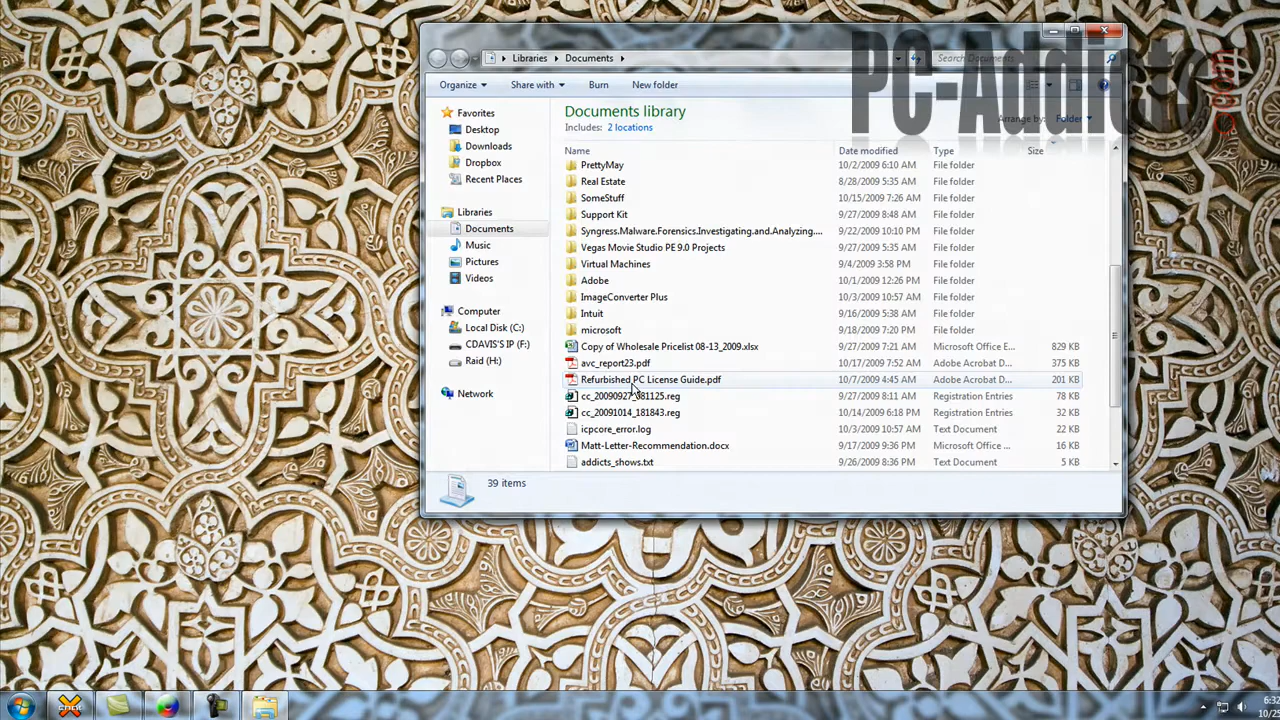 PC-Addicts.com
Libraries Documents Search Documents
Organize Share with Burn New folder
Favorites
Desktop
Downloads
Dropbox
Recent Places
Libraries
Documents
Music
Pictures
Videos
Computer
Local Disk (C:)
CDAVIS'S IP (F:)
Raid (H:)
Network
Documents library
Includes: 2 locations
Arrange by: Folder
Name Date modified Type Size
PrettyMay 10/2/2009 6:10 AM File folder
Real Estate 8/28/2009 5:35 AM File folder
SomeStuff 10/15/2009 7:26 AM File folder
Support Kit 9/27/2009 8:48 AM File folder
Syngress.Malware.Forensics.Investigating.and.Analyzing.... 9/22/2009 10:10 PM File folder
Vegas Movie Studio PE 9.0 Projects 9/27/2009 5:35 AM File folder
Virtual Machines 9/4/2009 3:58 PM File folder
Adobe 10/1/2009 12:26 PM File folder
ImageConverter Plus 10/3/2009 10:57 AM File folder
Intuit 9/16/2009 5:38 AM File folder
microsoft 9/18/2009 7:20 PM File folder
Copy of Wholesale Pricelist 08-13_2009.xlsx 9/27/2009 7:21 AM Microsoft Office E... 829 KB
avc_report23.pdf 10/17/2009 7:52 AM Adobe Acrobat D... 375 KB
Refurbished PC License Guide.pdf 10/7/2009 4:45 AM Adobe Acrobat D... 201 KB
cc_20090927_081125.reg 9/27/2009 8:11 AM Registration Entries 78 KB
cc_20091014_181843.reg 10/14/2009 6:18 PM Registration Entries 32 KB
icpcore_error.log 10/3/2009 10:57 AM Text Document 22 KB
Matt-Letter-Recommendation.docx 9/17/2009 9:36 PM Microsoft Office ... 16 KB
addicts_shows.txt 9/26/2009 8:36 PM Text Document 5 KB
39 items